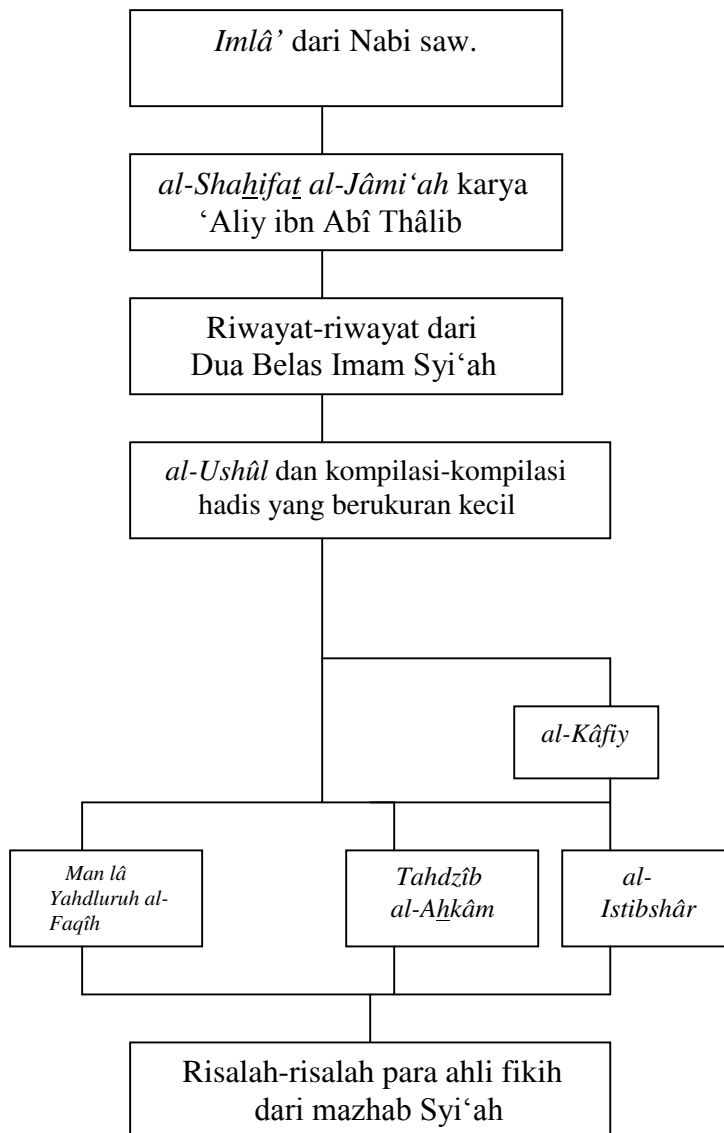 Imlâ’ dari Nabi saw.
al-Shahifat al-Jâmi‘ah karya
‘Aliy ibn Abî Thâlib
Riwayat-riwayat dari
Dua Belas Imam Syi‘ah
al-Ushûl dan kompilasi-kompilasi
hadis yang berukuran kecil
al-Kâfiy
Man lâ
Yahdluruh al-
Faqîh
Tahdzîb
al-Ahkâm
al-
Istibshâr
Risalah-risalah para ahli fikih
dari mazhab Syi‘ah